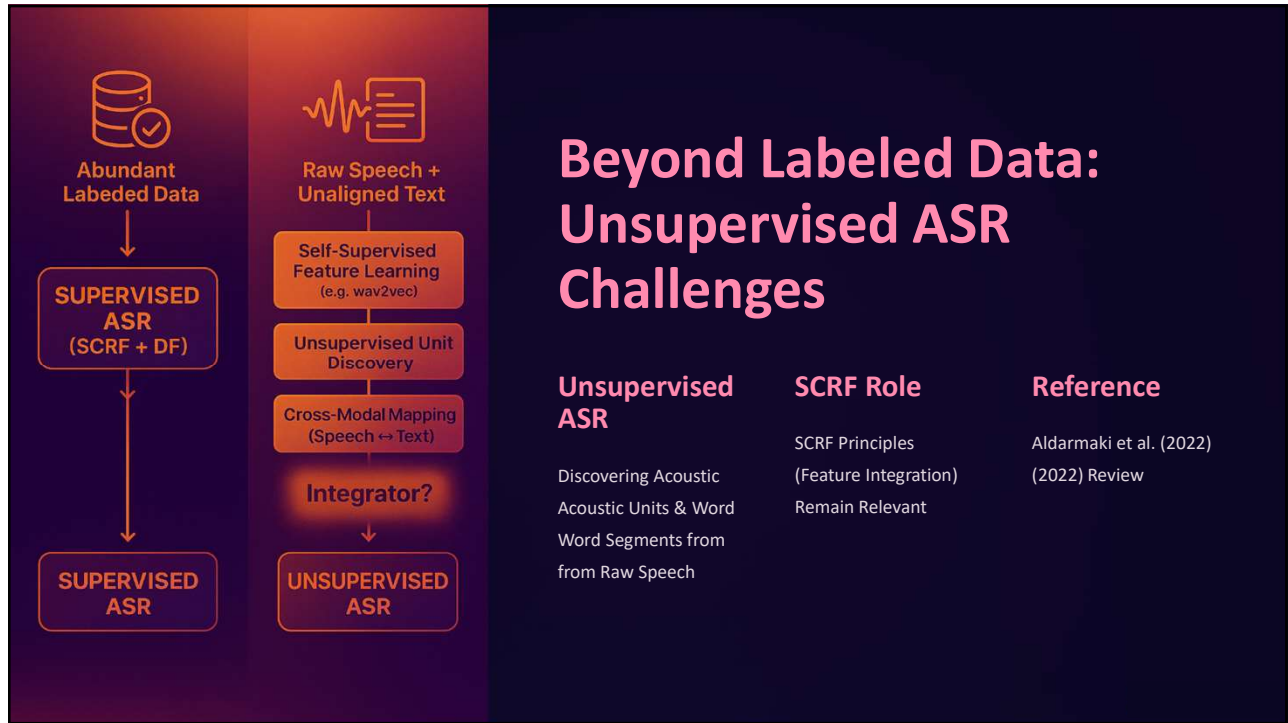 Abundant
Labeded Data
SUPERVISED
ASR
(SCRF + DF)
SUPERVISED
ASR
Raw Speech +
Unaligned Text
Self-Supervised
Feature Learning
(e.g. wav2vec)
Unsupervised Unit
Discovery
Cross-Modal Mapping
(Speech ↔ Text)
Integrator?
UNSUPERVISED
ASR
Beyond Labeled Data:
Unsupervised ASR
Challenges
Unsupervised
ASR
Discovering Acoustic
Acoustic Units & Word
Word Segments from
from Raw Speech
SCRF Role
SCRF Principles
(Feature Integration)
Remain Relevant
Reference
Aldarmaki et al. (2022)
(2022) Review